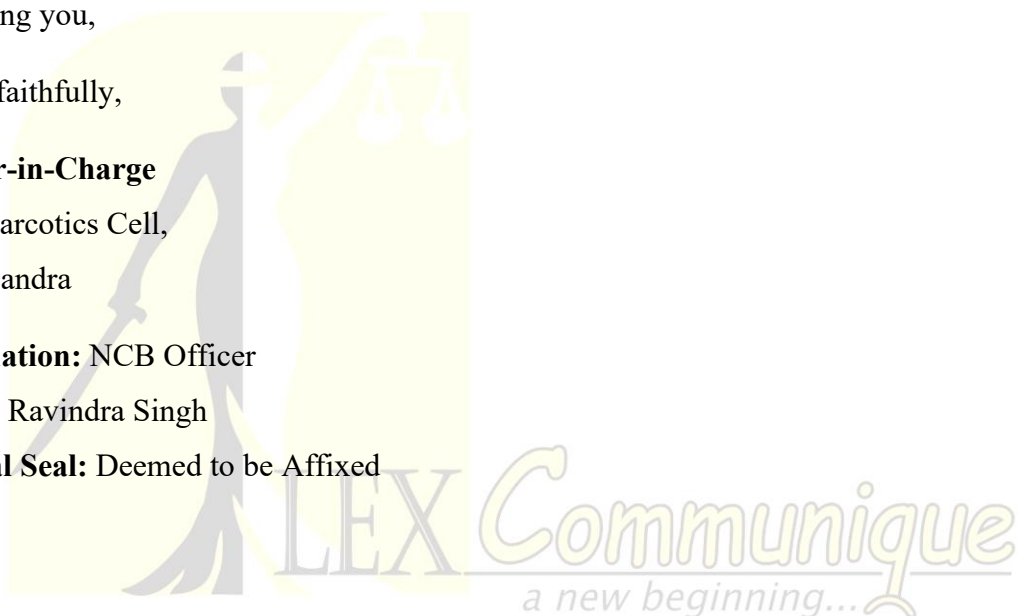 ng you,
faithfully,
r-in-Charge
arcotics Cell,
andra
ation: NCB Officer
Ravindra Singh
l Seal: Deemed to be Affixed
LEX Communique
a new beginning...